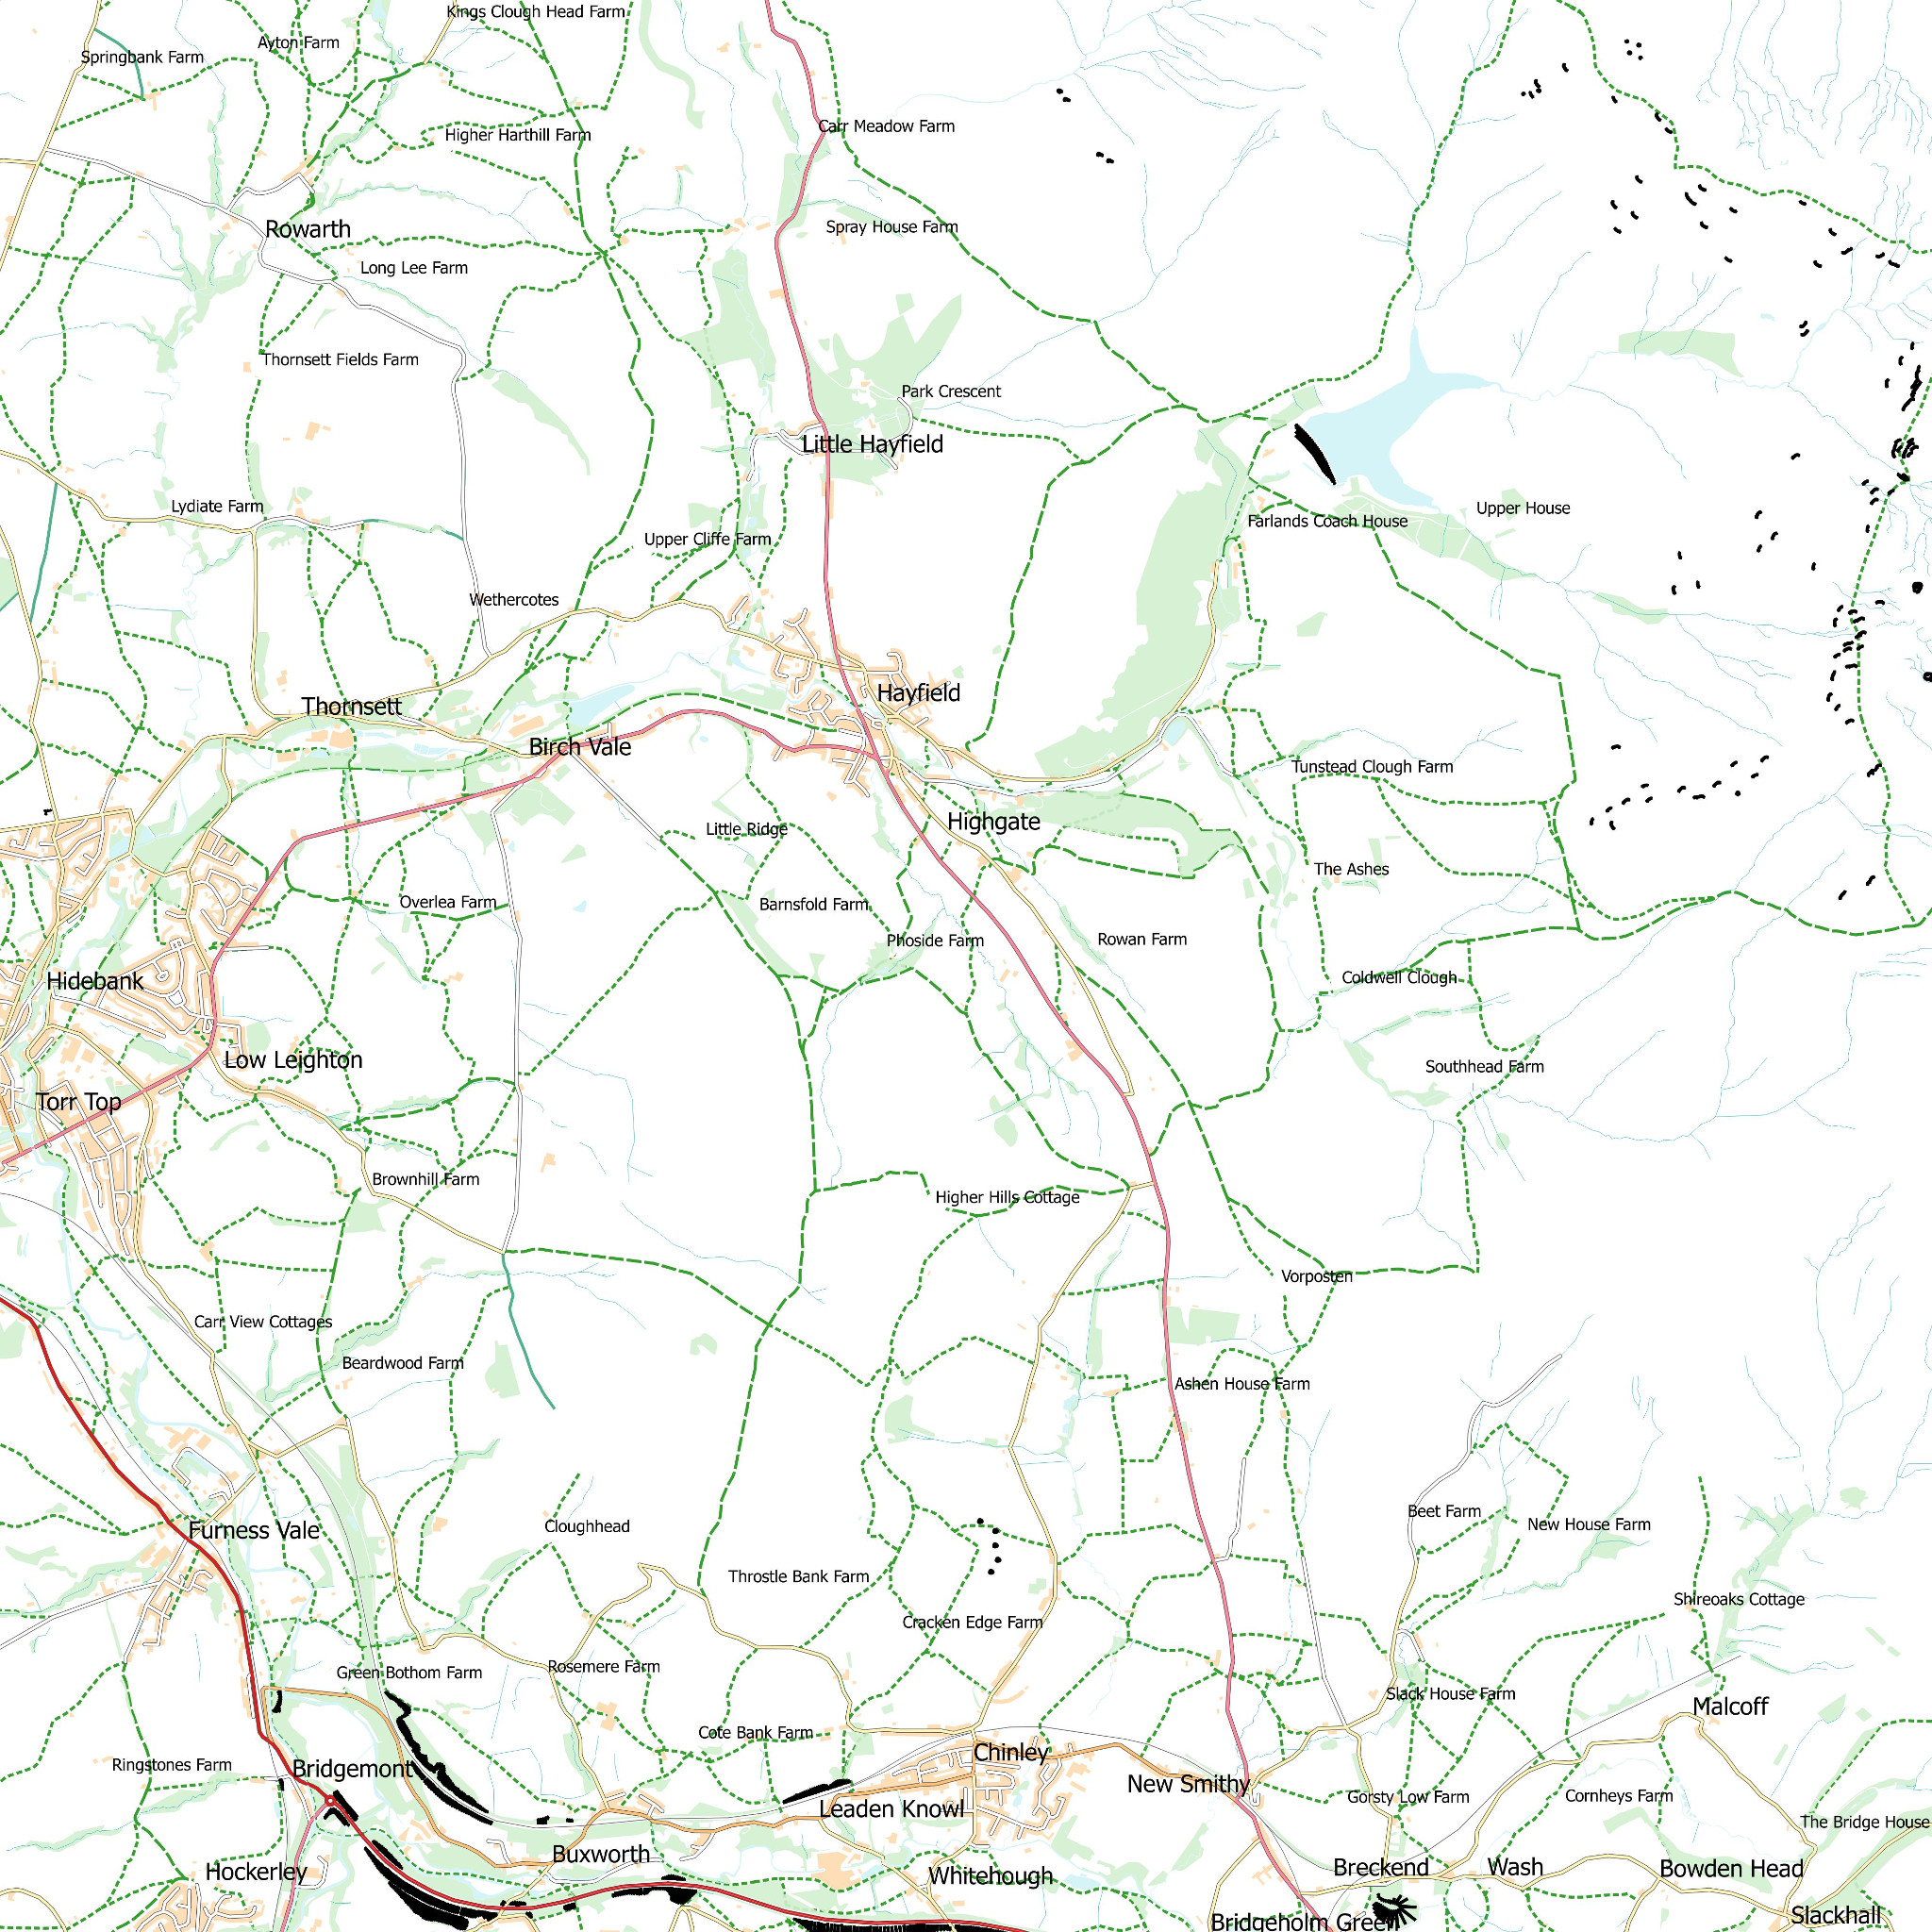 Kings Clough Head Farm
Ayton Farm
Springbank Farm
Carr Meadow Farm
Higher Harthill Farm
Rowarth
Spray House Farm
Long Lee Farm
Thornsett Fields Farm
Park Crescent
Little Hayfield
Lydiate Farm
Upper House
Farlands Coach House
Upper Cliffe Farm
Wethercotes
Hayfield
Thornsett
Birch Vale
Tunstead Clough Farm
Highgate
Little Ridge
The Ashes
Overlea Farm
Barnsfold Farm
Phoside Farm
Rowan Farm
Hidebank
Coldwell Clough
Low Leighton
Southhead Farm
Torr Top
Brownhill Farm
Higher Hills Cottage
Vorposten
Carr View Cottages
Beardwood Farm
Ashen House Farm
Beet Farm
New House Farm
Furness Vale
Cloughhead
Throstle Bank Farm
Shireoaks Cottage
Cracken Edge Farm
Green Bothom Farm
Rosemere Farm
Slack House Farm
Malcoff
Cote Bank Farm
Chinley
Ringstones Farm
Bridgemont
New Smithy
Gorsty Low Farm
Cornheys Farm
Leaden Knowl
The Bridge House
Buxworth
Hockerley
Whitehough
Breckend
Wash
Bowden Head
Slackhall
Bridgeholm Green